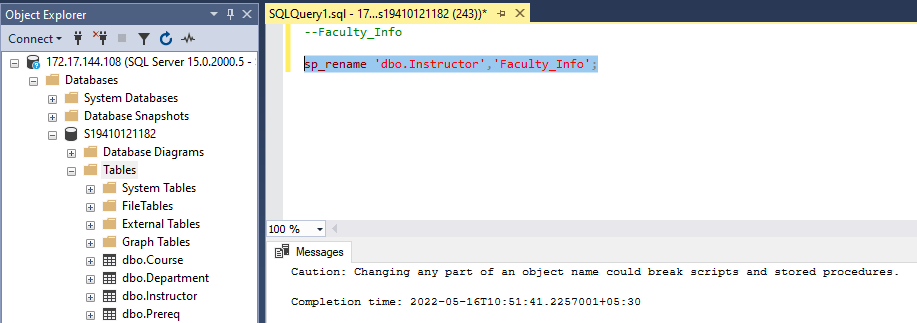 Object Explorer
Connect
172.17.144.108 (SQL Server 15.0.2000.5 -
Databases
System Databases
Database Snapshots
S19410121182
Database Diagrams
Tables
System Tables
FileTables
External Tables
Graph Tables
dbo.Course
dbo.Department
dbo.Instructor
dbo.Prereq
SQLQuery1.sql - 17...s19410121182 (243))*
--Faculty_Info
sp_rename 'dbo.Instructor','Faculty_Info';
100 %
Messages
Caution: Changing any part of an object name could break scripts and stored procedures.
Completion time: 2022-05-16T10:51:41.2257001+05:30